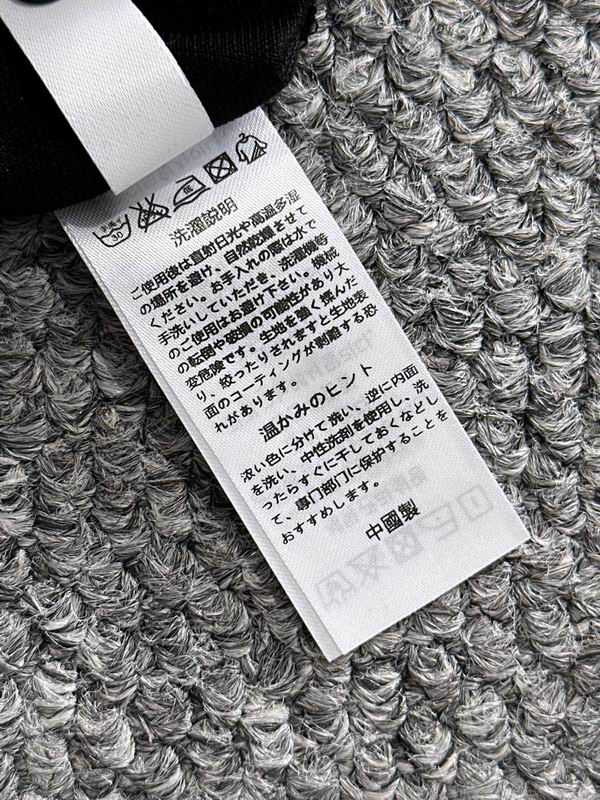 手洗い
30
洗濯説明
ご使用後は直射日光や高温多湿
の場所を避け、自然乾燥させて
ください。お手入れの際は水で
手洗いしていただき、洗濯機等
のご使用はお避け下さい。機械
の転倒や破損の可能性があり大
変危険です。生地を強く揉んだ
り、絞ったりされますと生地表
面のコーティングが剥離する恐
れがあります。
温かみのヒント
浓い色に分けて洗い、逆に内面
を洗い、中性洗剤を使用し、洗
ったらすぐに干しておくなどし
て、專門部门に保護することを
おすすめします。
中國製